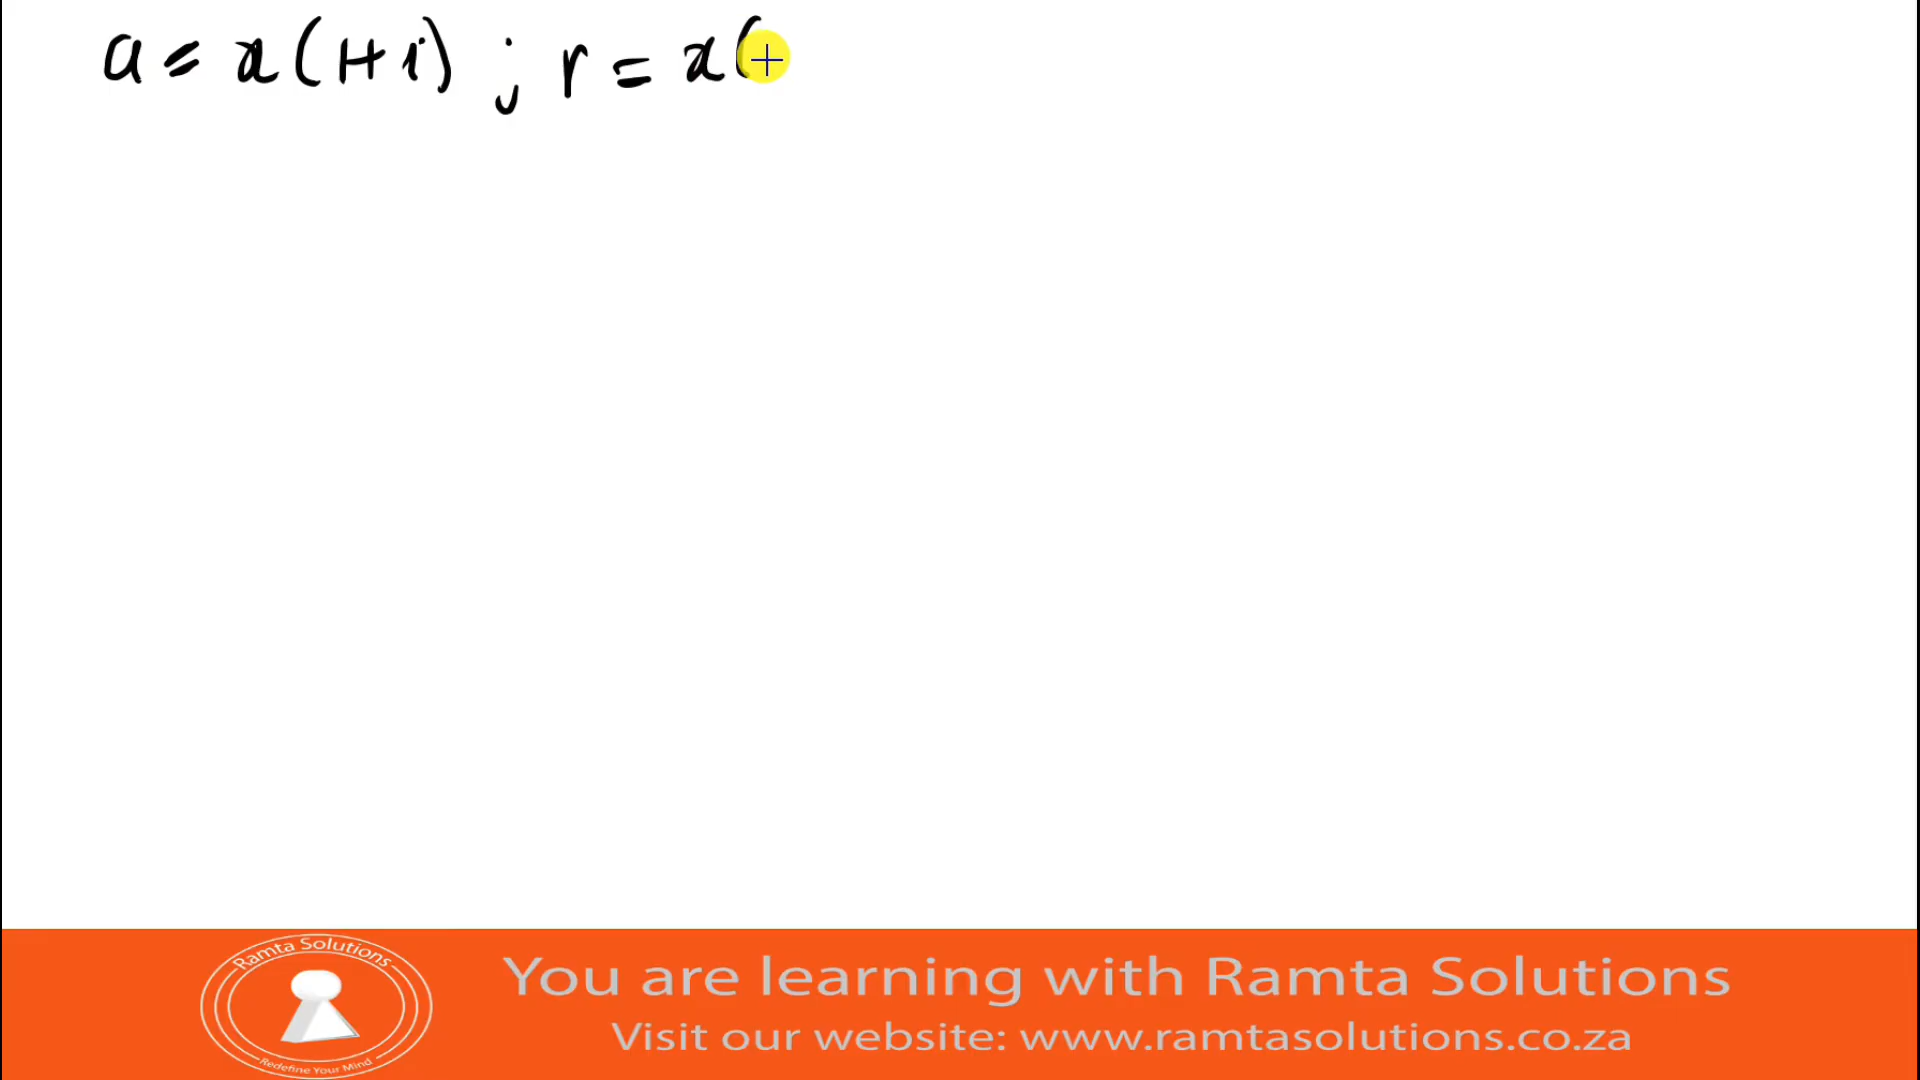 a = x(1+i) ; r = x(
Ramta Solutions
Redefine Your Mind
You are learning with Ramta Solutions
Visit our website: www.ramtasolutions.co.za